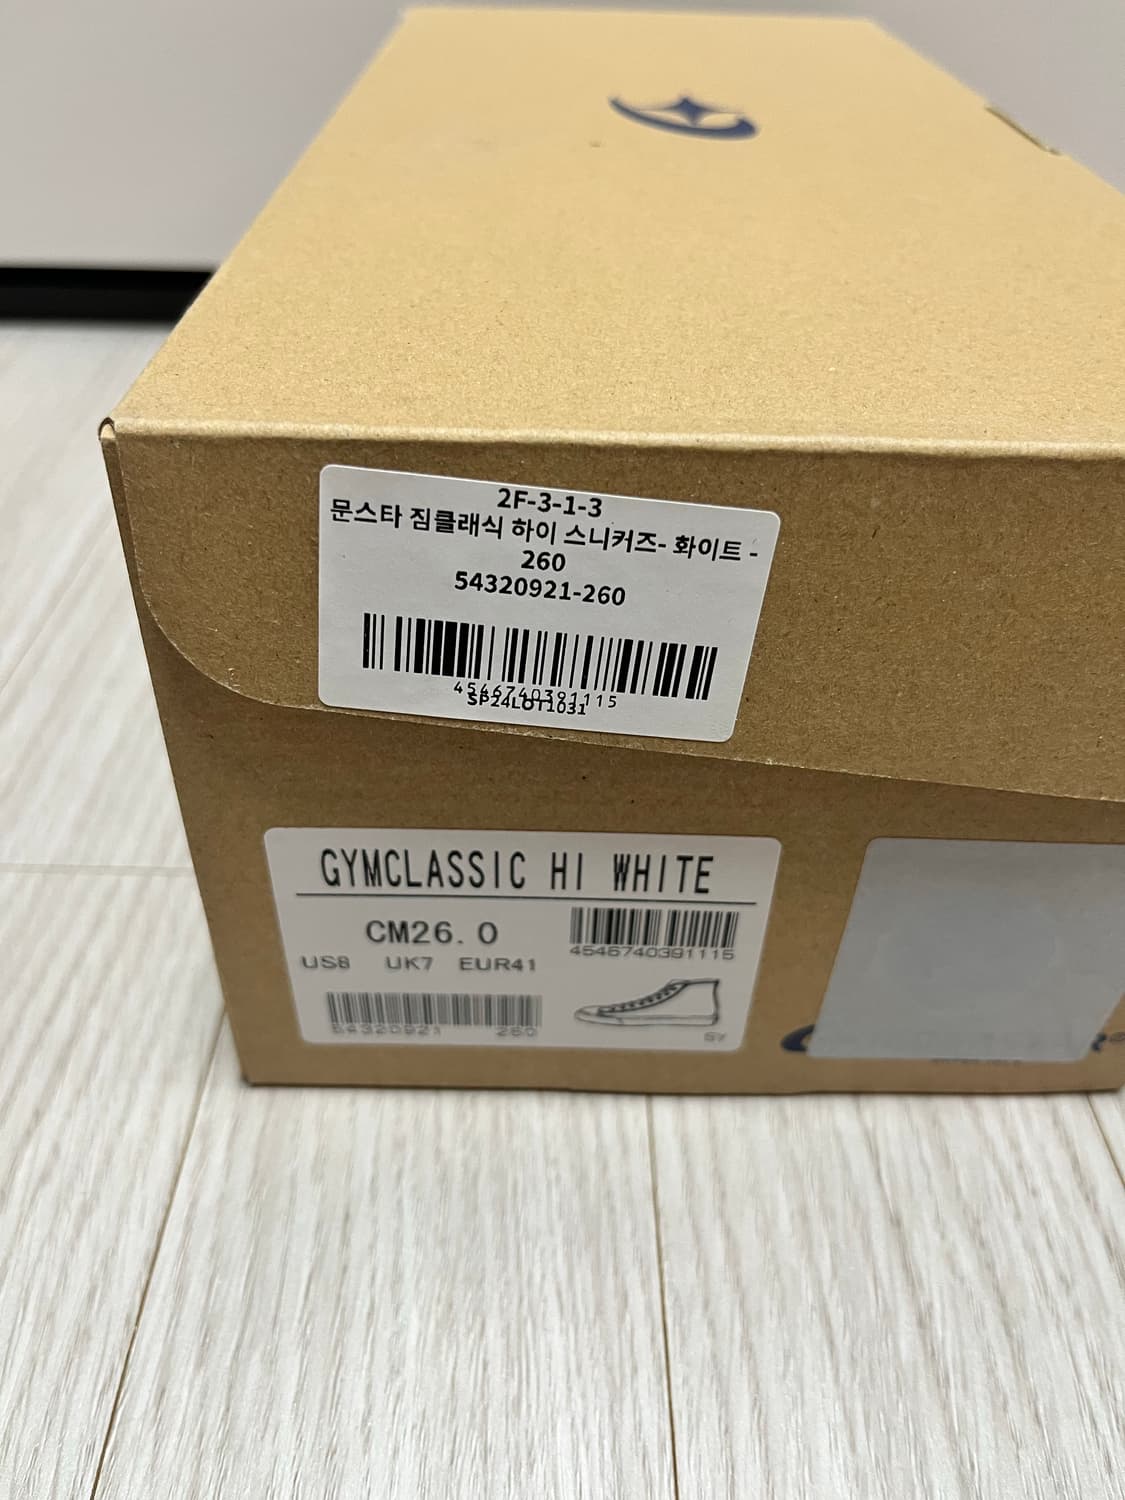 2F-3-1-3
문스타 짐클래식 하이 스니커즈- 화이트 -
260
54320921-260
4546740391115
SP24LOT1031
GYMCLASSIC HI WHITE
CM26.0
4546740391115
US8 UK7 EUR41
54320921 260
SY